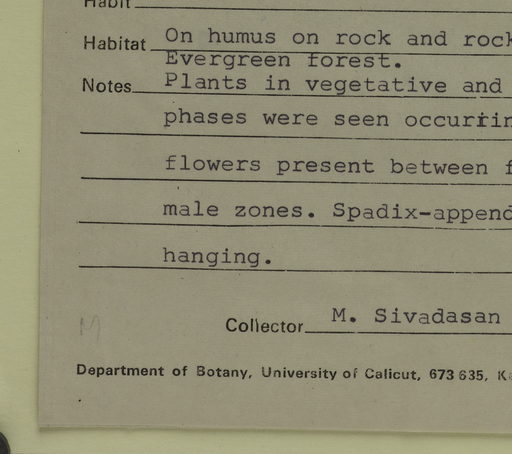 Habit
Habitat On humus on rock and rock
Evergreen forest.
Notes Plants in vegetative and
phases were seen occurrin
flowers present between f
male zones. Spadix-append
hanging.
M
Collector M. Sivadasan
Department of Botany, University of Calicut, 673 635, K